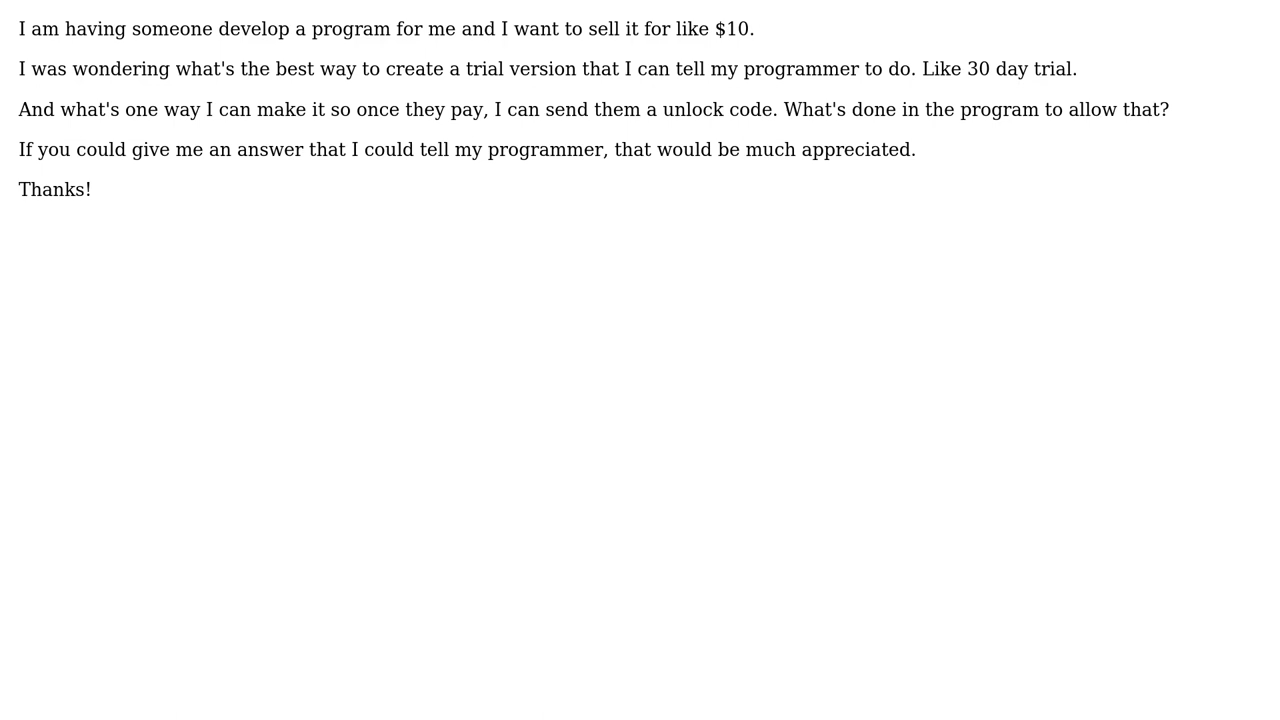 I am having someone develop a program for me and I want to sell it for like $10.
I was wondering what's the best way to create a trial version that I can tell my programmer to do. Like 30 day trial.
And what's one way I can make it so once they pay, I can send them a unlock code. What's done in the program to allow that?
If you could give me an answer that I could tell my programmer, that would be much appreciated.
Thanks!